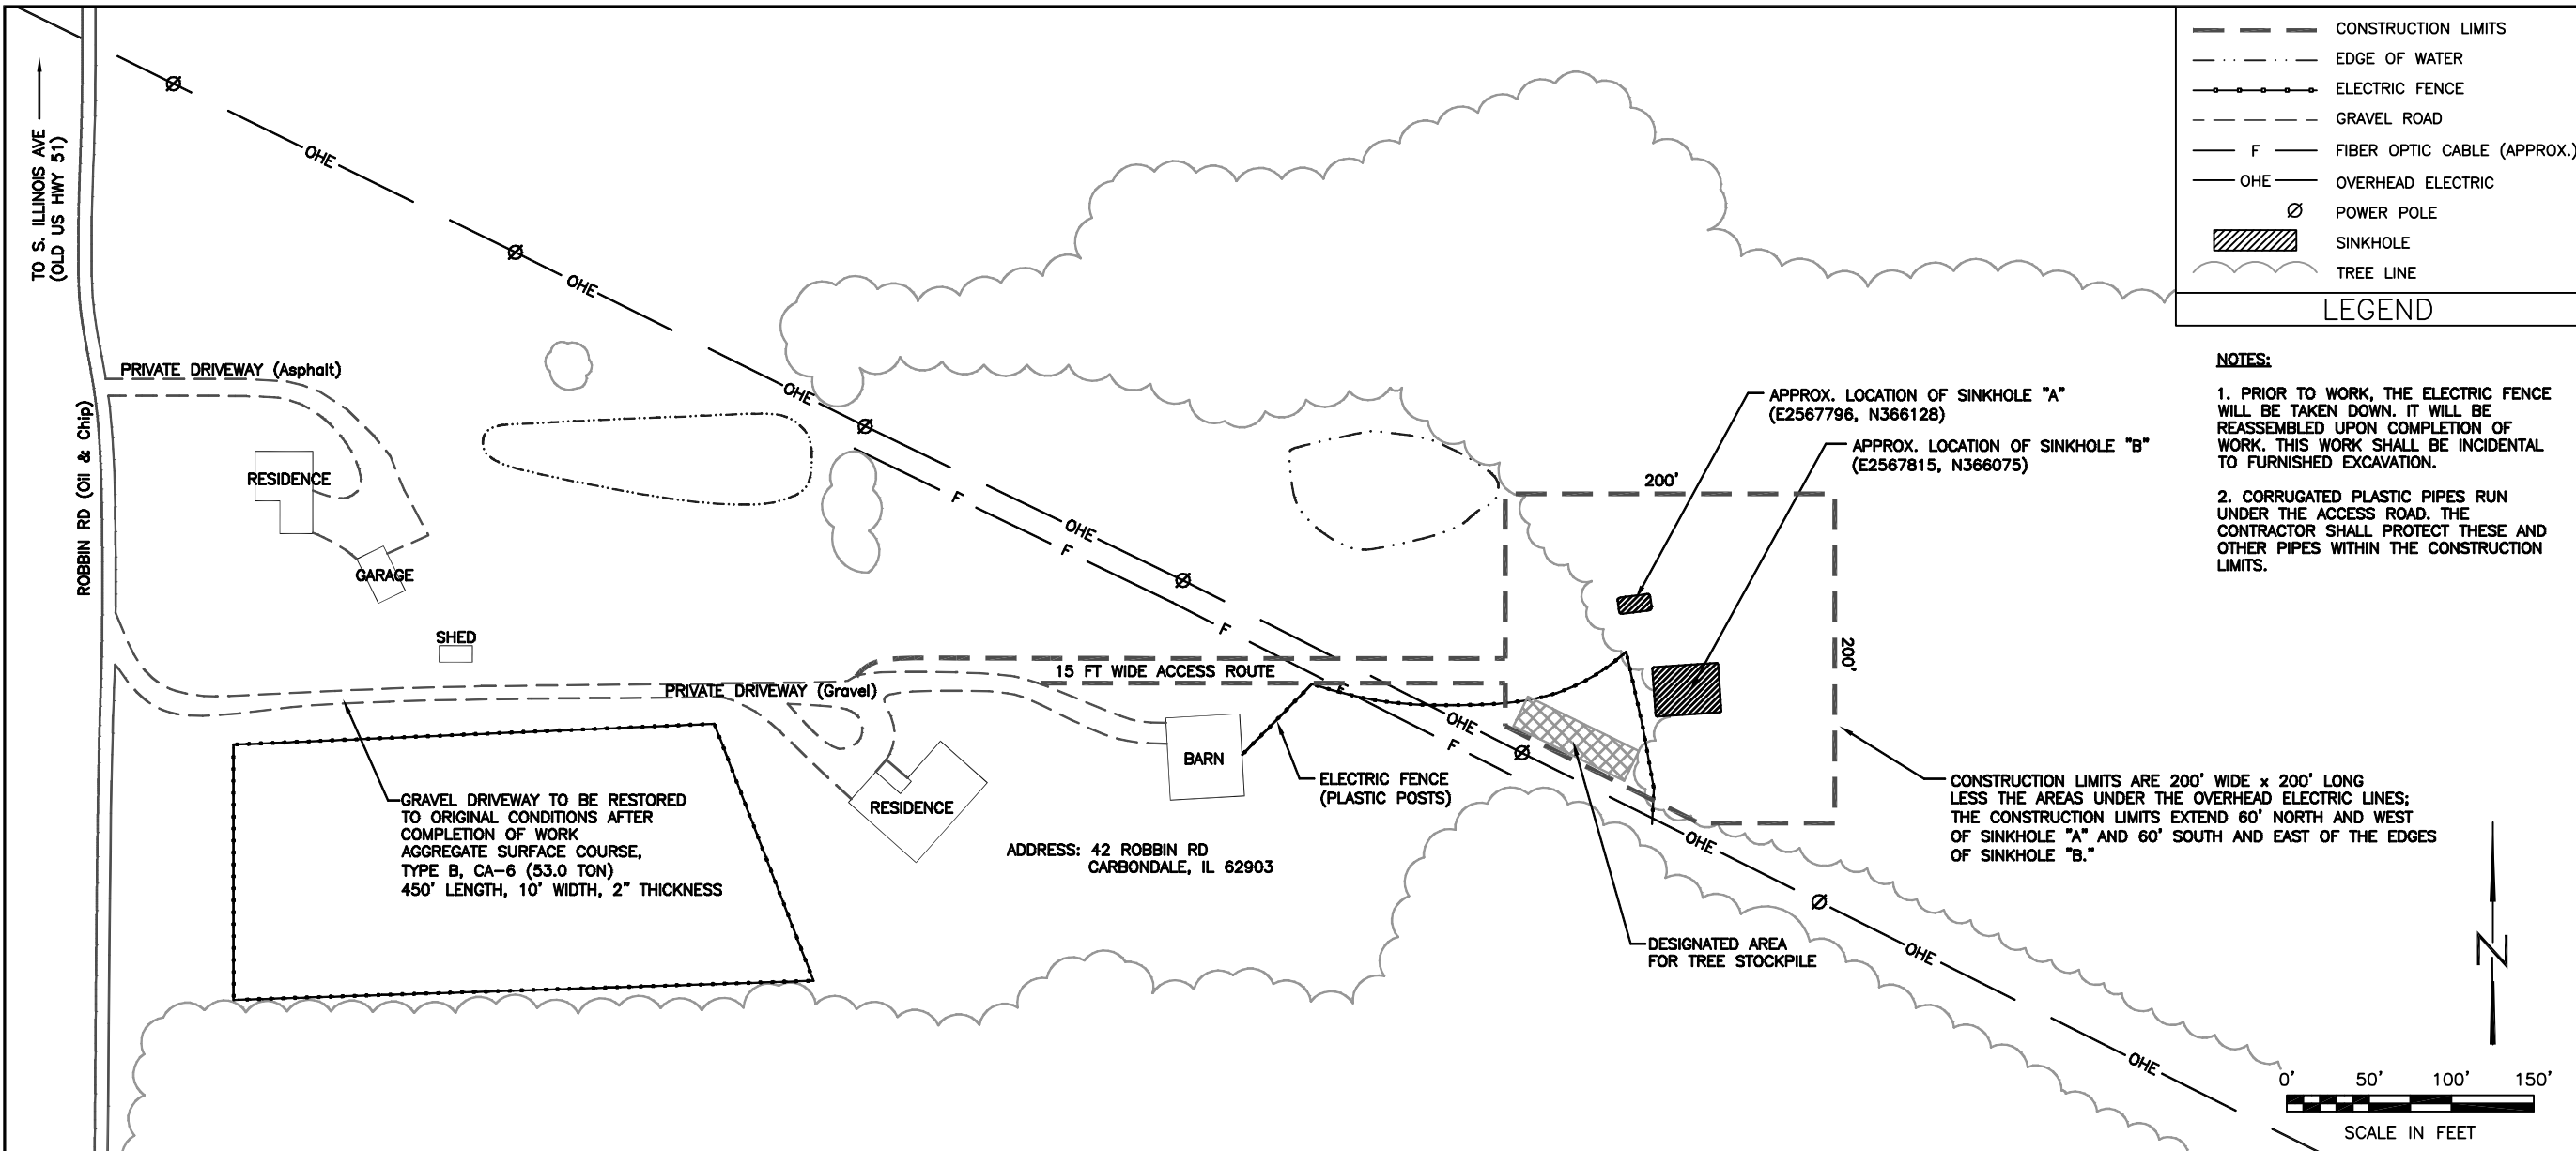 TO S. ILLINOIS AVE
(OLD US HWY 51)
ROBBIN RD (Oil & Chip)
PRIVATE DRIVEWAY (Asphalt)
RESIDENCE
GARAGE
SHED
PRIVATE DRIVEWAY (Gravel)
GRAVEL DRIVEWAY TO BE RESTORED
TO ORIGINAL CONDITIONS AFTER
COMPLETION OF WORK
AGGREGATE SURFACE COURSE,
TYPE B, CA-6 (53.0 TON)
450' LENGTH, 10' WIDTH, 2" THICKNESS
OHE
OHE
OHE
OHE
OHE
OHE
OHE
OHE
F
F
F
F
F
15 FT WIDE ACCESS ROUTE
RESIDENCE
BARN
ELECTRIC FENCE
(PLASTIC POSTS)
ADDRESS: 42 ROBBIN RD
CARBONDALE, IL 62903
DESIGNATED AREA
FOR TREE STOCKPILE
200'
200'
APPROX. LOCATION OF SINKHOLE "A"
(E2567796, N366128)
APPROX. LOCATION OF SINKHOLE "B"
(E2567815, N366075)
CONSTRUCTION LIMITS ARE 200' WIDE x 200' LONG
LESS THE AREAS UNDER THE OVERHEAD ELECTRIC LINES;
THE CONSTRUCTION LIMITS EXTEND 60' NORTH AND WEST
OF SINKHOLE "A" AND 60' SOUTH AND EAST OF THE EDGES
OF SINKHOLE "B."
CONSTRUCTION LIMITS
EDGE OF WATER
ELECTRIC FENCE
GRAVEL ROAD
F FIBER OPTIC CABLE (APPROX.)
OHE OVERHEAD ELECTRIC
POWER POLE
SINKHOLE
TREE LINE
LEGEND
NOTES:
1. PRIOR TO WORK, THE ELECTRIC FENCE
WILL BE TAKEN DOWN. IT WILL BE
REASSEMBLED UPON COMPLETION OF
WORK. THIS WORK SHALL BE INCIDENTAL
TO FURNISHED EXCAVATION.
2. CORRUGATED PLASTIC PIPES RUN
UNDER THE ACCESS ROAD. THE
CONTRACTOR SHALL PROTECT THESE AND
OTHER PIPES WITHIN THE CONSTRUCTION
LIMITS.
N
0' 50' 100' 150'
SCALE IN FEET